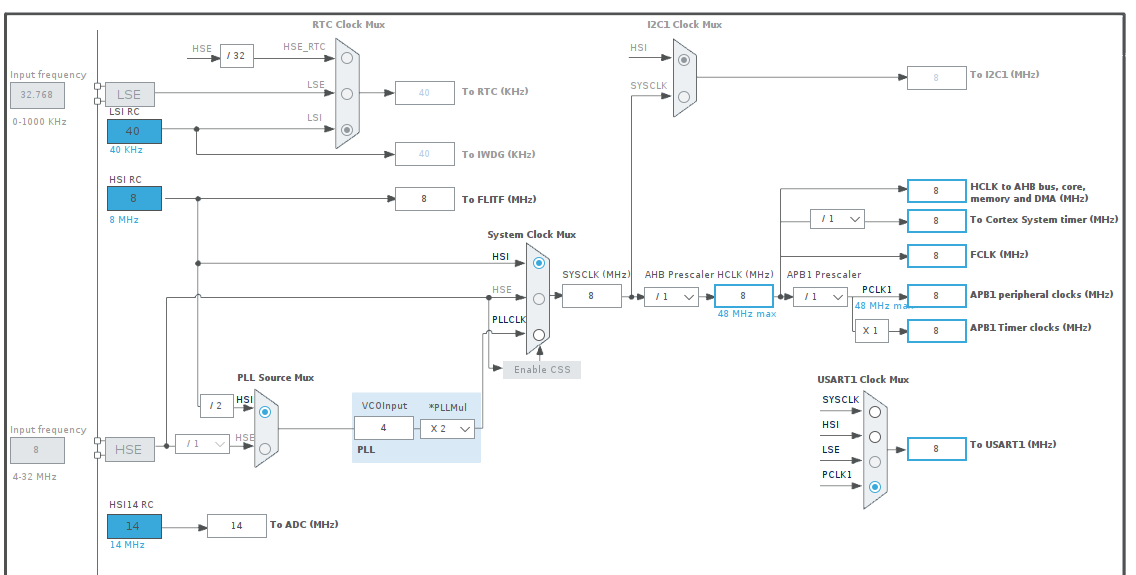 RTC Clock Mux
I2C1 Clock Mux
HSE
/ 32
HSE_RTC
HSI
Input frequency
32.768
0-1000 KHz
LSE
LSE
40
To RTC (KHz)
SYSCLK
8
To I2C1 (MHz)
LSI RC
40
40 KHz
LSI
40
To IWDG (KHz)
HSI RC
8
8 MHz
8
To FLITF (MHz)
System Clock Mux
HSI
HSE
PLLCLK
SYSCLK (MHz)
8
AHB Prescaler
/ 1
HCLK (MHz)
8
48 MHz max
APB1 Prescaler
/ 1
8
HCLK to AHB bus, core,
memory and DMA (MHz)
/ 1
8
To Cortex System timer (MHz)
8
FCLK (MHz)
PCLK1
48 MHz max
8
APB1 peripheral clocks (MHz)
X 1
8
APB1 Timer clocks (MHz)
Enable CSS
PLL Source Mux
/ 2
HSI
/ 1
HSE
VCOInput
4
*PLLMul
X 2
PLL
Input frequency
8
4-32 MHz
HSE
USART1 Clock Mux
SYSCLK
HSI
LSE
PCLK1
8
To USART1 (MHz)
HSI14 RC
14
14 MHz
14
To ADC (MHz)